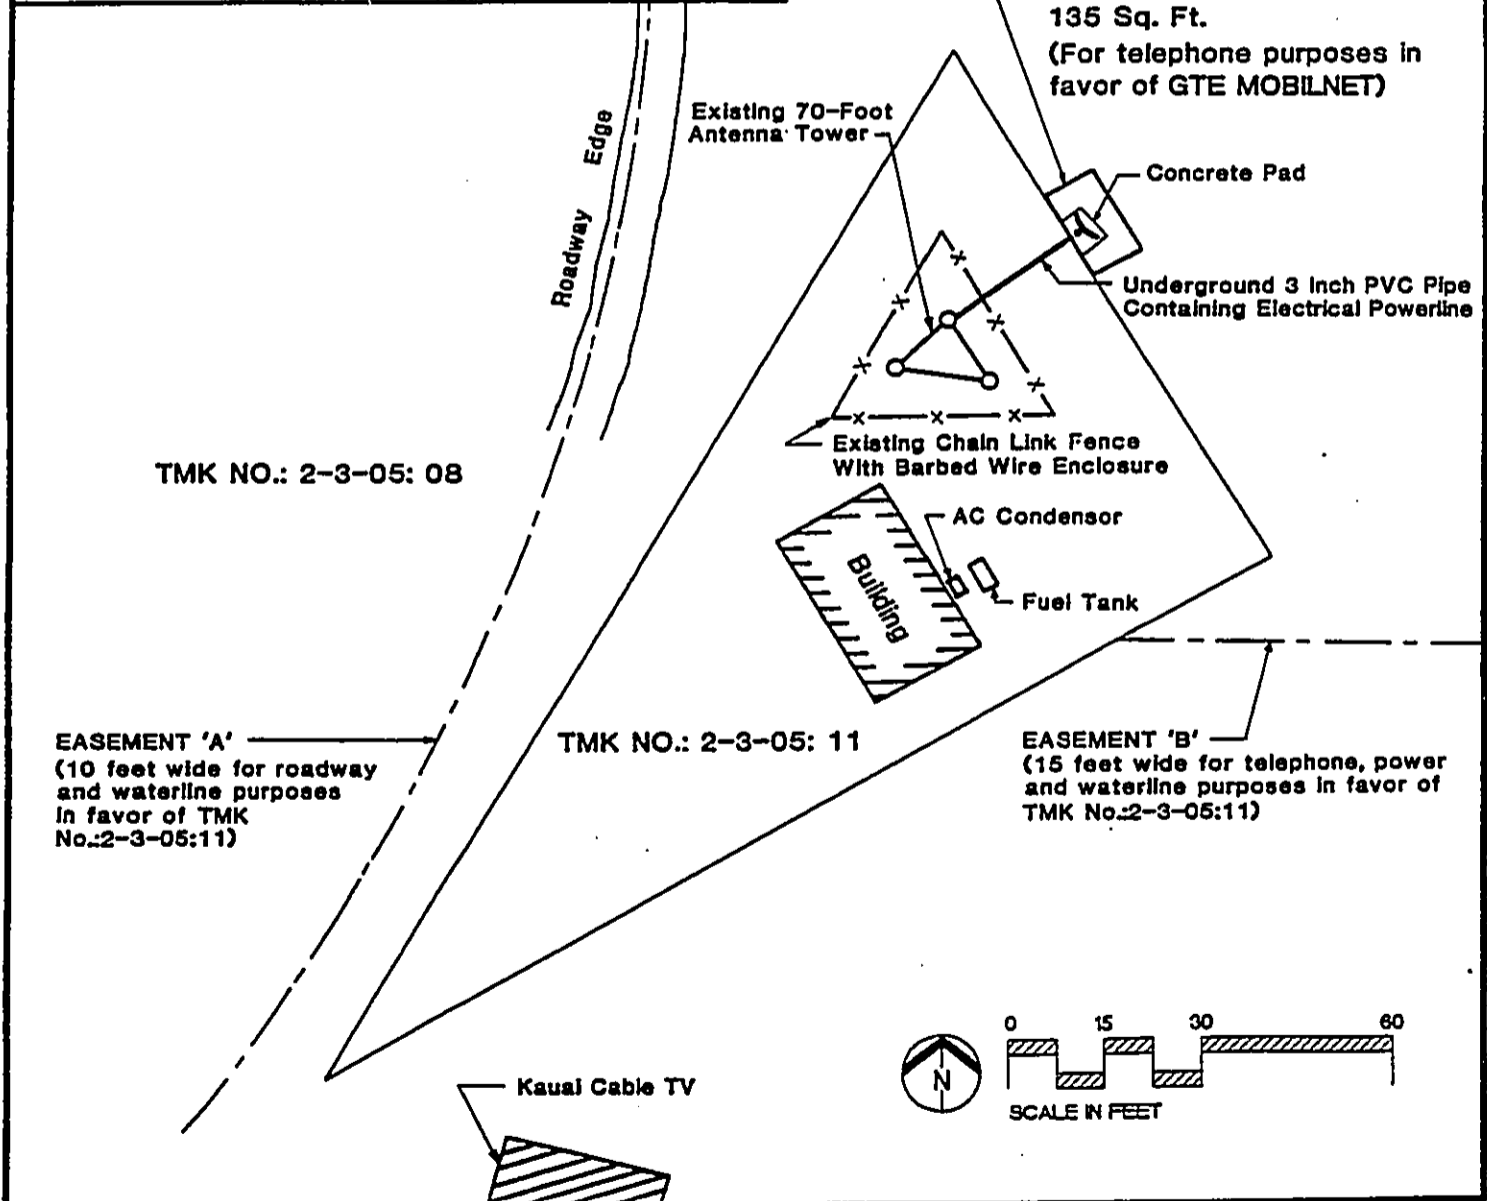 135 Sq. Ft.
(For telephone purposes in
favor of GTE MOBILNET)
Existing 70-Foot
Antenna Tower
Roadway Edge
Concrete Pad
Underground 3 Inch PVC Pipe
Containing Electrical Powerline
Existing Chain Link Fence
With Barbed Wire Enclosure
TMK NO.: 2-3-05: 08
AC Condensor
Building
Fuel Tank
EASEMENT 'A'
(10 feet wide for roadway
and waterline purposes
in favor of TMK
No.:2-3-05:11)
TMK NO.: 2-3-05: 11
EASEMENT 'B'
(15 feet wide for telephone, power
and waterline purposes in favor of
TMK No.:2-3-05:11)
Kauai Cable TV
N
0 15 30 60
SCALE IN FEET